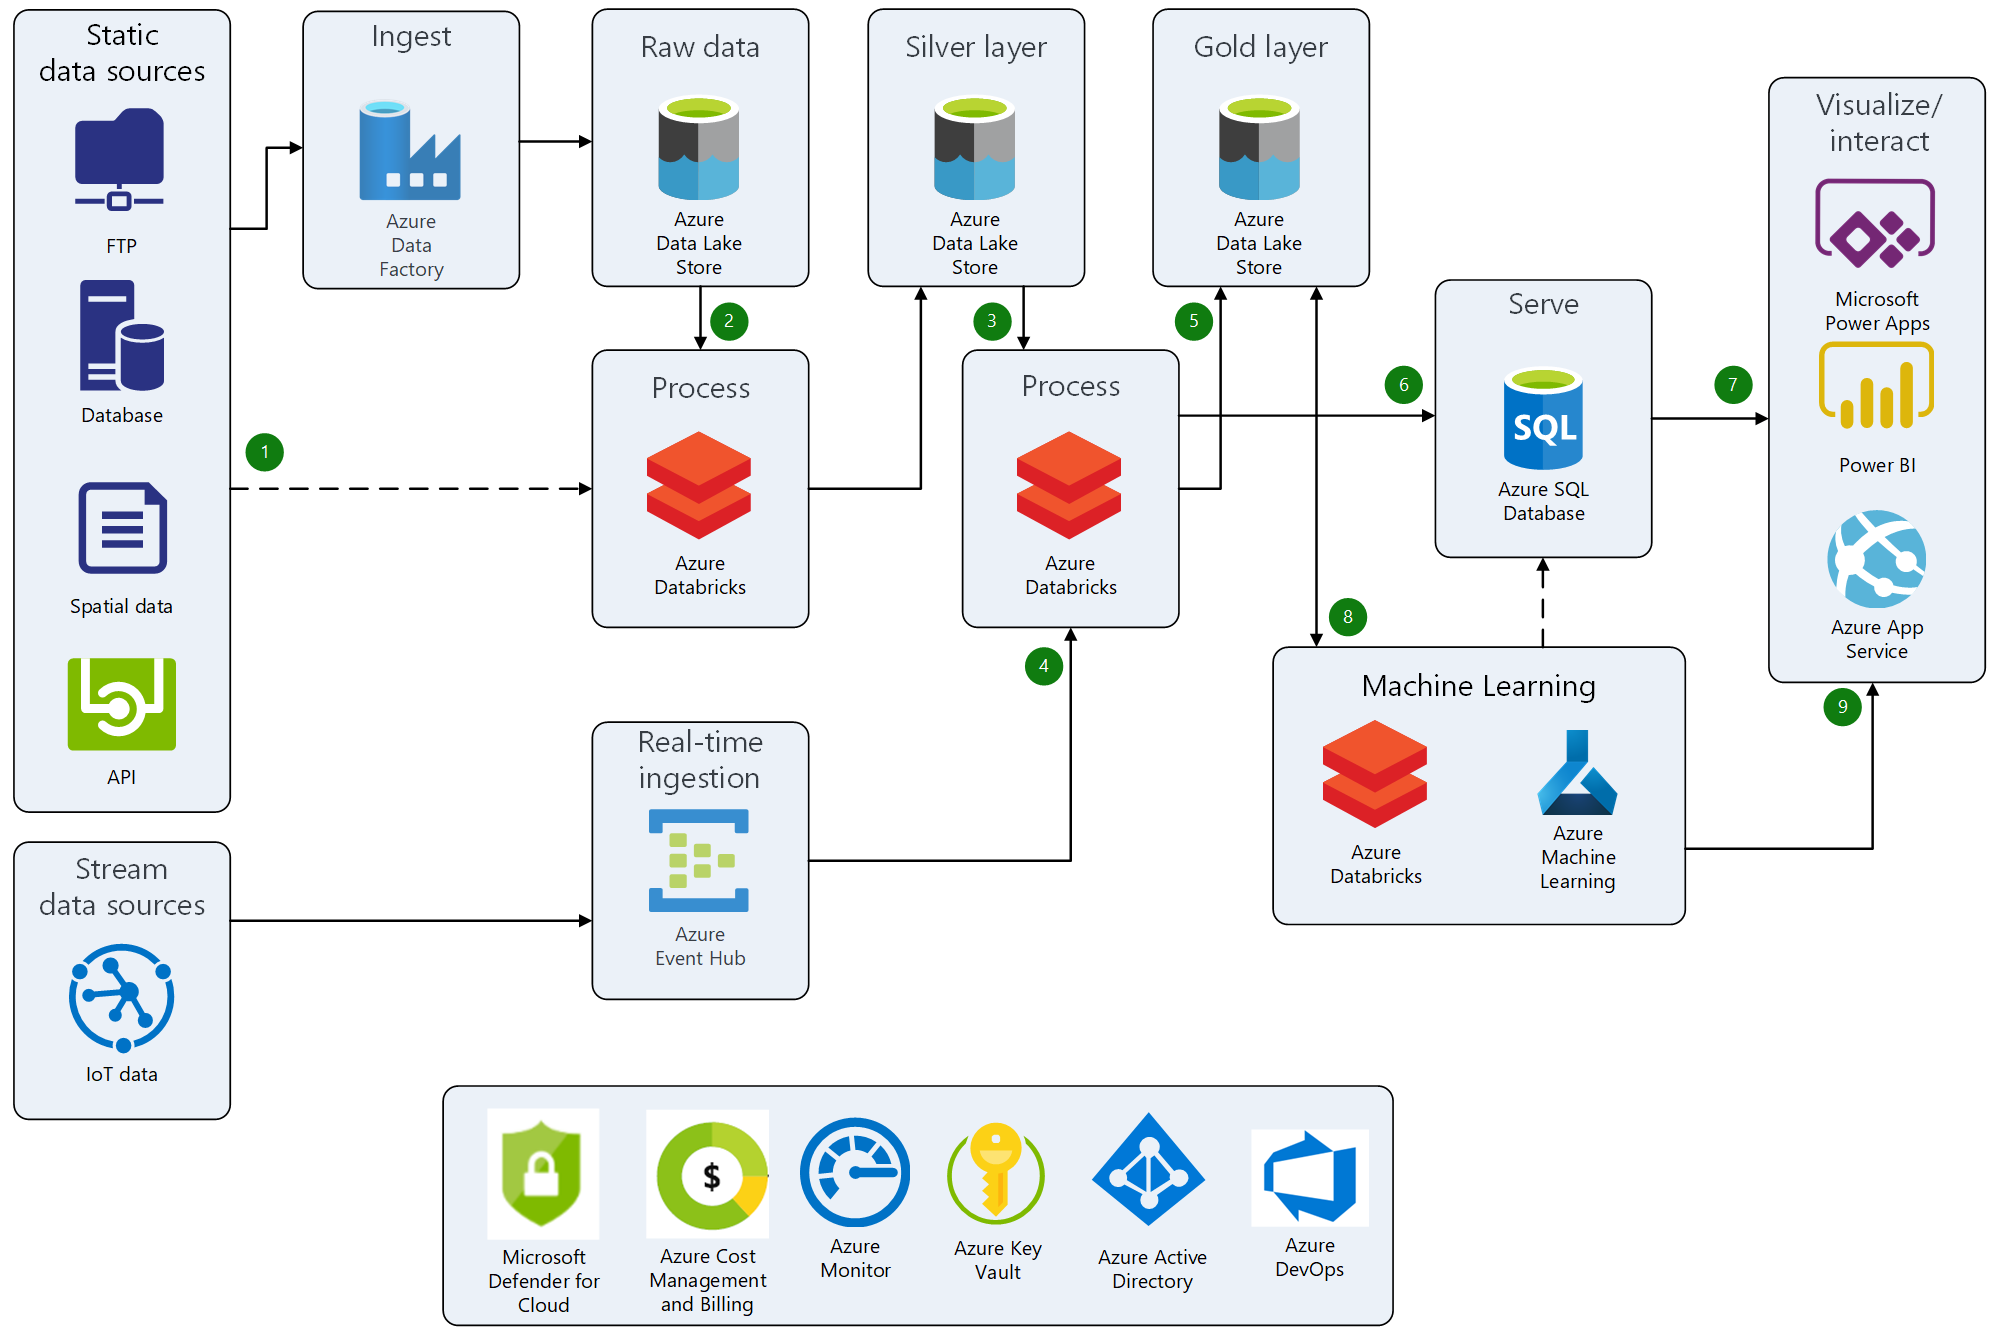 Static
data sources
FTP
Database
Spatial data
API
Stream
data sources
IoT data
Ingest
Azure
Data
Factory
Raw data
Azure
Data Lake
Store
Silver layer
Azure
Data Lake
Store
Gold layer
Azure
Data Lake
Store
1
2
3
4
5
6
7
8
9
Process
Azure
Databricks
Process
Azure
Databricks
Real-time
ingestion
Azure
Event Hub
Serve
SQL
Azure SQL
Database
Machine Learning
Azure
Databricks
Azure
Machine
Learning
Visualize/
interact
Microsoft
Power Apps
Power BI
Azure App
Service
$
Microsoft
Defender for
Cloud
Azure Cost
Management
and Billing
Azure
Monitor
Azure Key
Vault
Azure Active
Directory
Azure
DevOps